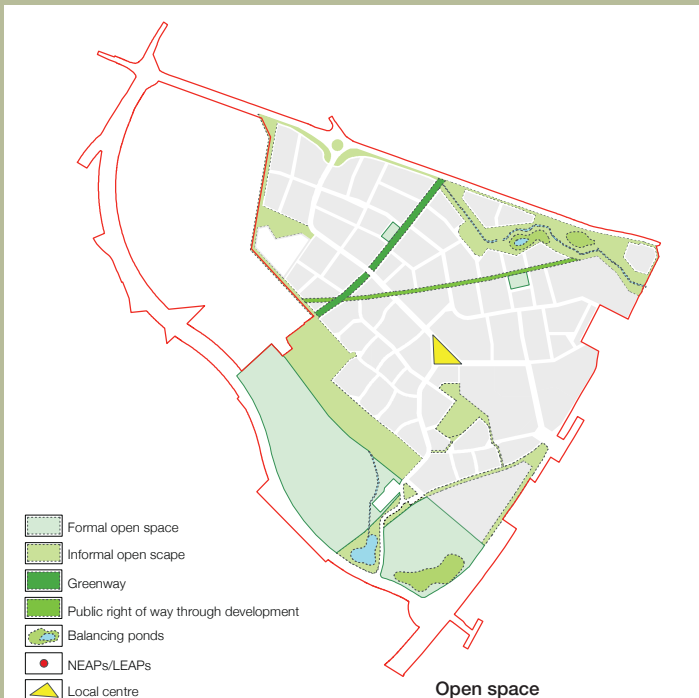 Formal open space
Informal open scape
Greenway
Public right of way through development
Balancing ponds
NEAPs/LEAPs
Local centre
Open space